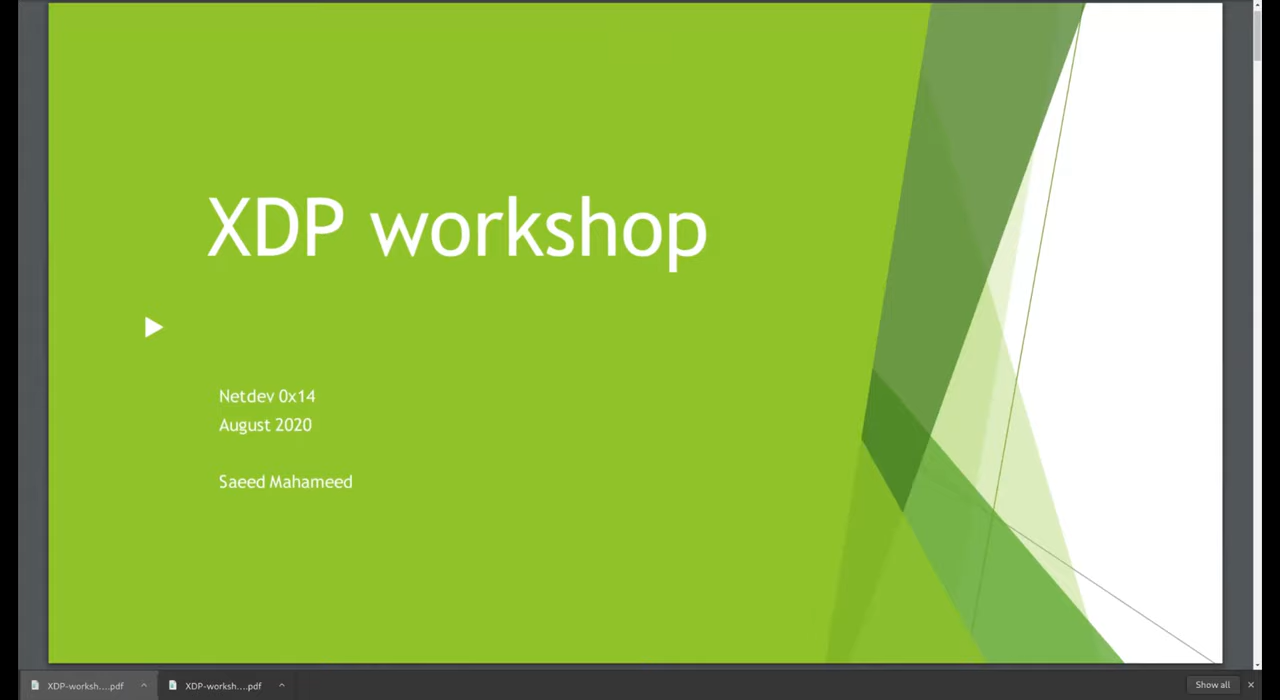 XDP workshop
Netdev 0x14
August 2020
Saeed Mahameed
XDP-worksh....pdf
XDP-worksh....pdf
Show all